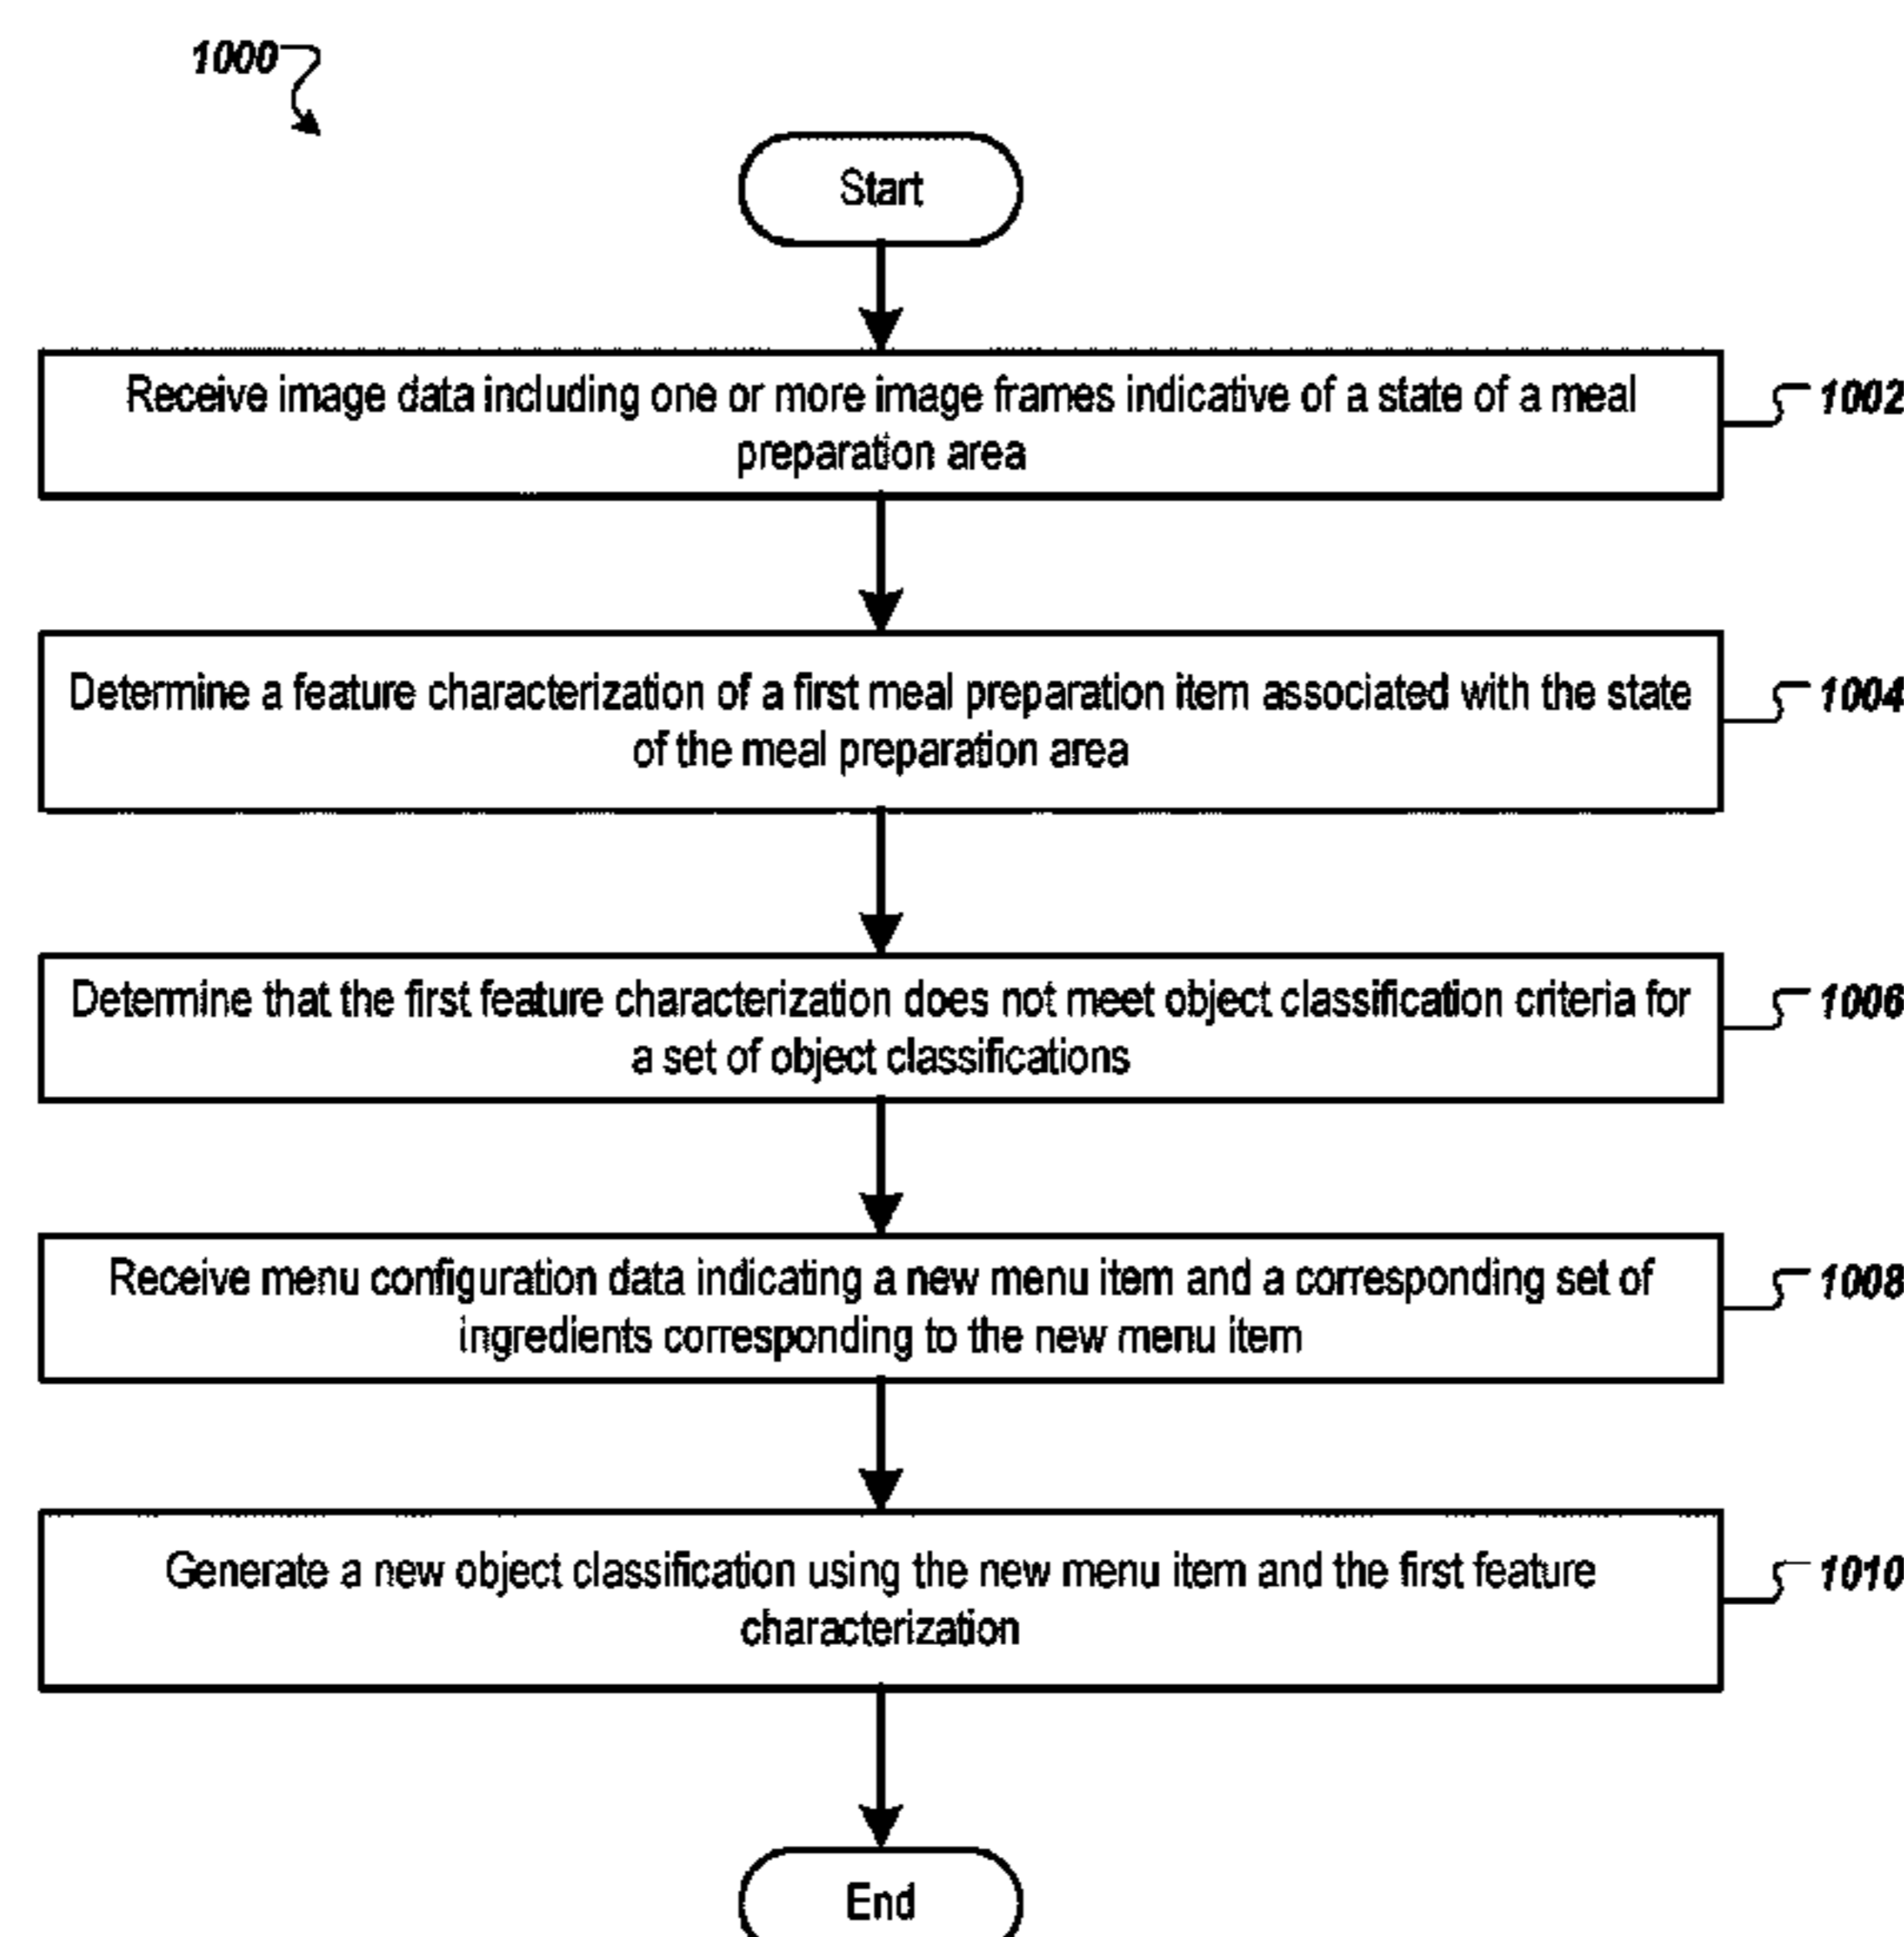 1000
Start
Receive image data including one or more image frames indicative of a state of a meal
preparation area
1002
Determine a feature characterization of a first meal preparation item associated with the state
of the meal preparation area
1004
Determine that the first feature characterization does not meet object classification criteria for
a set of object classifications
1006
Receive menu configuration data indicating a new menu item and a corresponding set of
ingredients corresponding to the new menu item
1008
Generate a new object classification using the new menu item and the first feature
characterization
1010
End